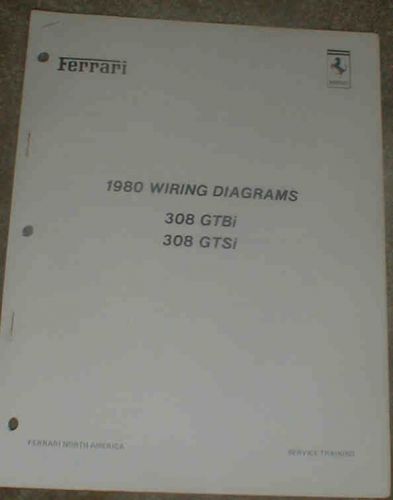 Ferrari
1980 WIRING DIAGRAMS
308 GTBi
308 GTSi
FERRARI NORTH AMERICA
SERVICE TRAINING